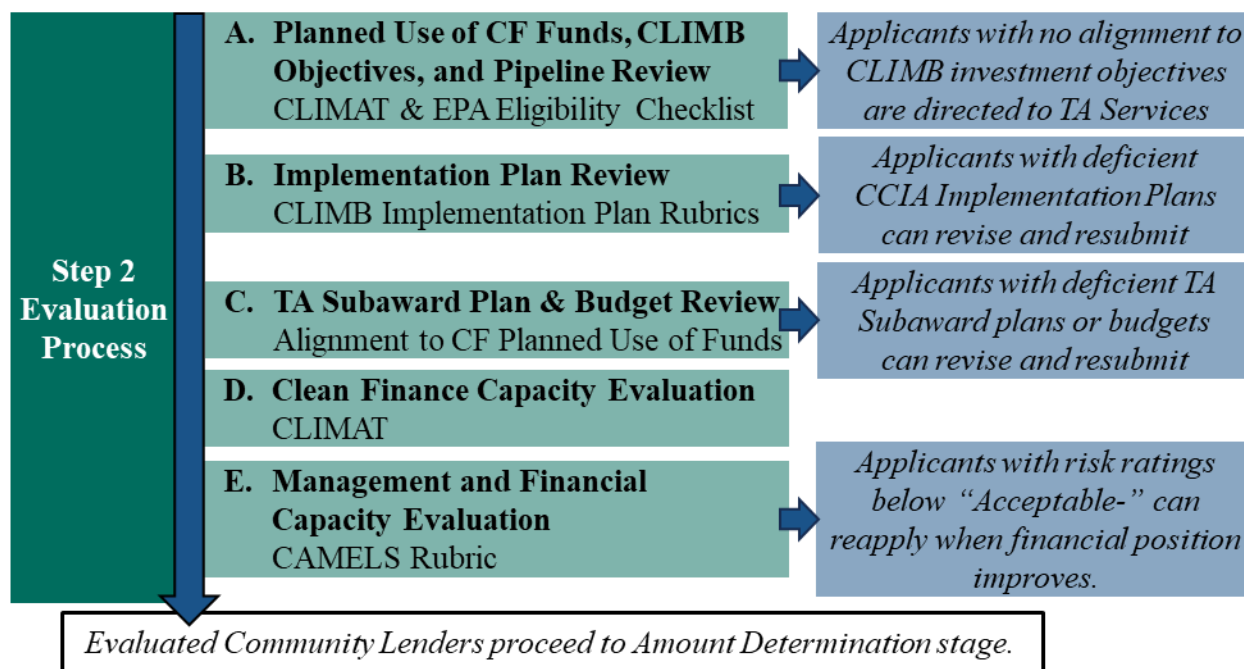 Step 2
Evaluation
Process
A. Planned Use of CF Funds, CLIMB
Objectives, and Pipeline Review
CLIMAT & EPA Eligibility Checklist
Applicants with no alignment to
CLIMB investment objectives
are directed to TA Services
B. Implementation Plan Review
CLIMB Implementation Plan Rubrics
Applicants with deficient
CCIA Implementation Plans
can revise and resubmit
C. TA Subaward Plan & Budget Review
Alignment to CF Planned Use of Funds
Applicants with deficient TA
Subaward plans or budgets
can revise and resubmit
D. Clean Finance Capacity Evaluation
CLIMAT
E. Management and Financial
Capacity Evaluation
CAMELS Rubric
Applicants with risk ratings
below “Acceptable-” can
reapply when financial position
improves.
Evaluated Community Lenders proceed to Amount Determination stage.